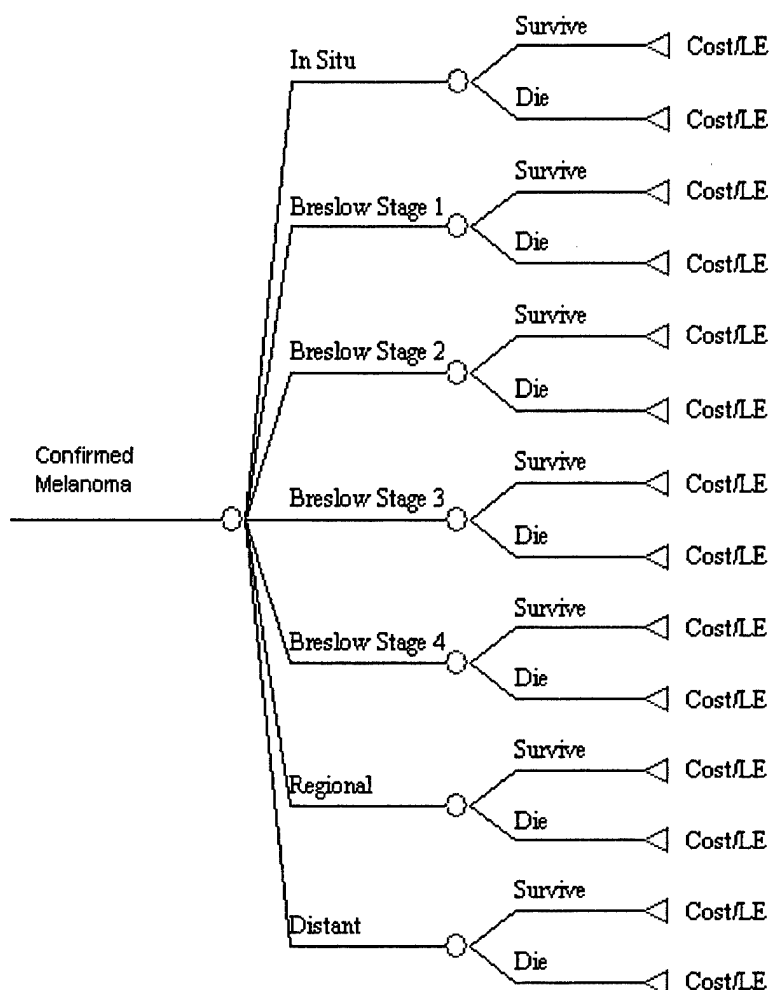 Survive
Cost/LE
In Situ
Die
Cost/LE
Survive
Cost/LE
Breslow Stage 1
Die
Cost/LE
Survive
Cost/LE
Breslow Stage 2
Die
Cost/LE
Confirmed
Melanoma
Survive
Cost/LE
Breslow Stage 3
Die
Cost/LE
Survive
Cost/LE
Breslow Stage 4
Die
Cost/LE
Survive
Cost/LE
Regional
Die
Cost/LE
Survive
Cost/LE
Distant
Die
Cost/LE